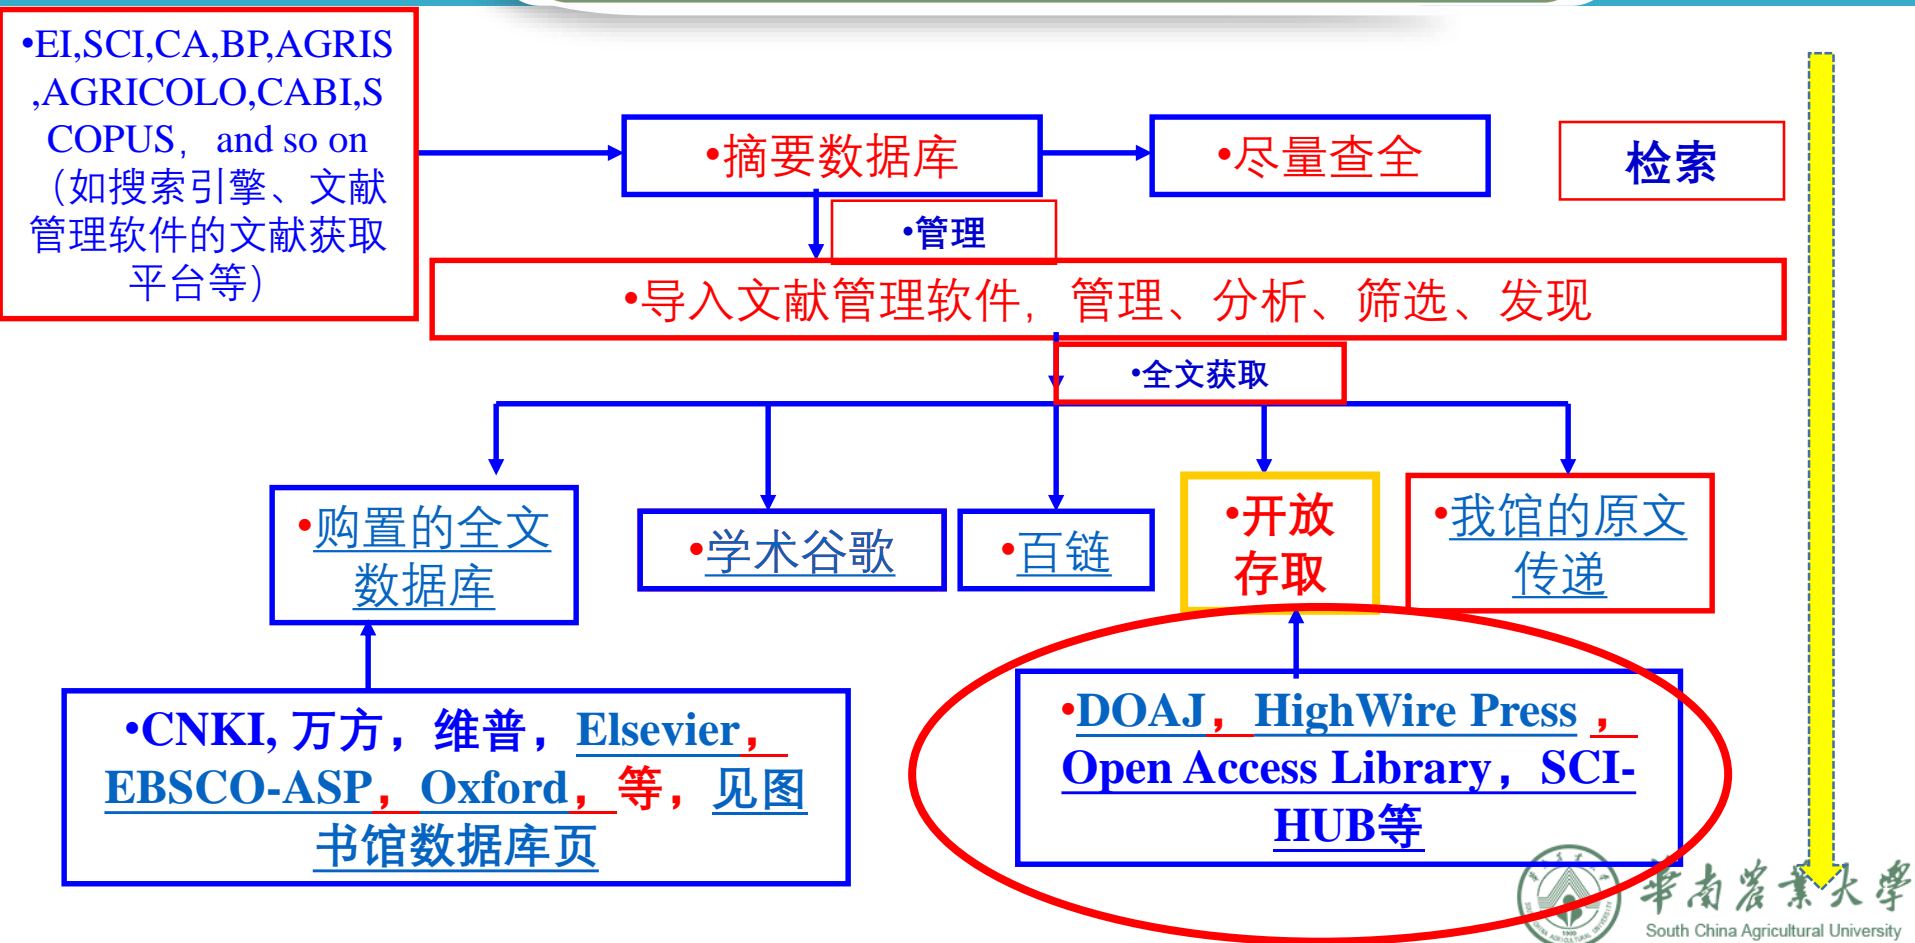 •EI,SCI,CA,BP,AGRIS
,AGRICOLO,CABI,S
COPUS，and so on
（如搜索引擎、文献
管理软件的文献获取
平台等）
•摘要数据库
•尽量查全
检索
•管理
•导入文献管理软件，管理、分析、筛选、发现
•全文获取
•购置的全文
数据库
•学术谷歌
•百链
•开放
存取
•我馆的原文
传递
•CNKI, 万方，维普，Elsevier，
EBSCO-ASP，Oxford，等，见图
书馆数据库页
•DOAJ，HighWire Press ，
Open Access Library，SCI-
HUB等
華南農業大學
South China Agricultural University